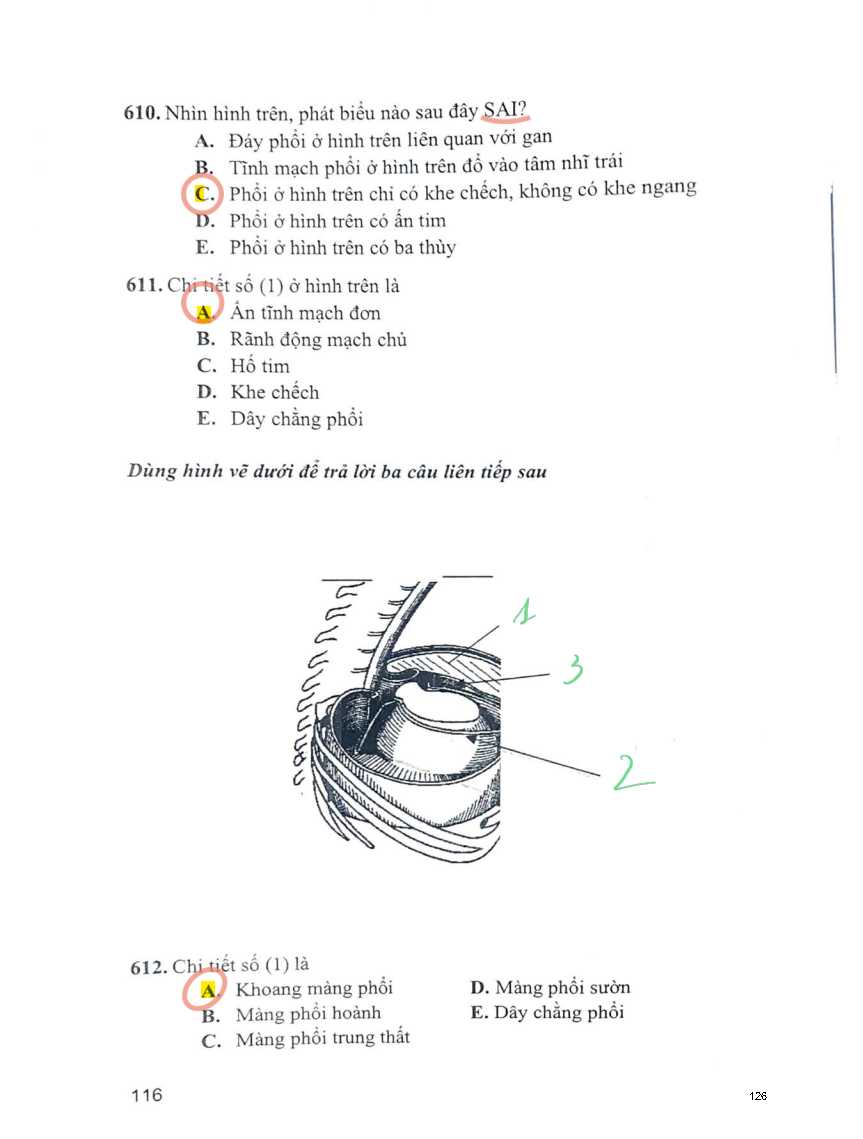 610. Nhìn hình trên, phát biểu nào sau đây SAI?
A. Đáy phổi ở hình trên liên quan với gan
B. Tĩnh mạch phổi ở hình trên đổ vào tâm nhĩ trái
C. Phổi ở hình trên chỉ có khe chếch, không có khe ngang
D. Phổi ở hình trên có ấn tim
E. Phổi ở hình trên có ba thùy
611. Chi tiết số (1) ở hình trên là
A. Ấn tĩnh mạch đơn
B. Rãnh động mạch chủ
C. Hố tim
D. Khe chếch
E. Dây chằng phổi
Dùng hình vẽ dưới để trả lời ba câu liên tiếp sau
1
3
2
612. Chi tiết số (1) là
A. Khoang màng phổi D. Màng phổi sườn
B. Màng phổi hoành E. Dây chằng phổi
C. Màng phổi trung thất
116
126